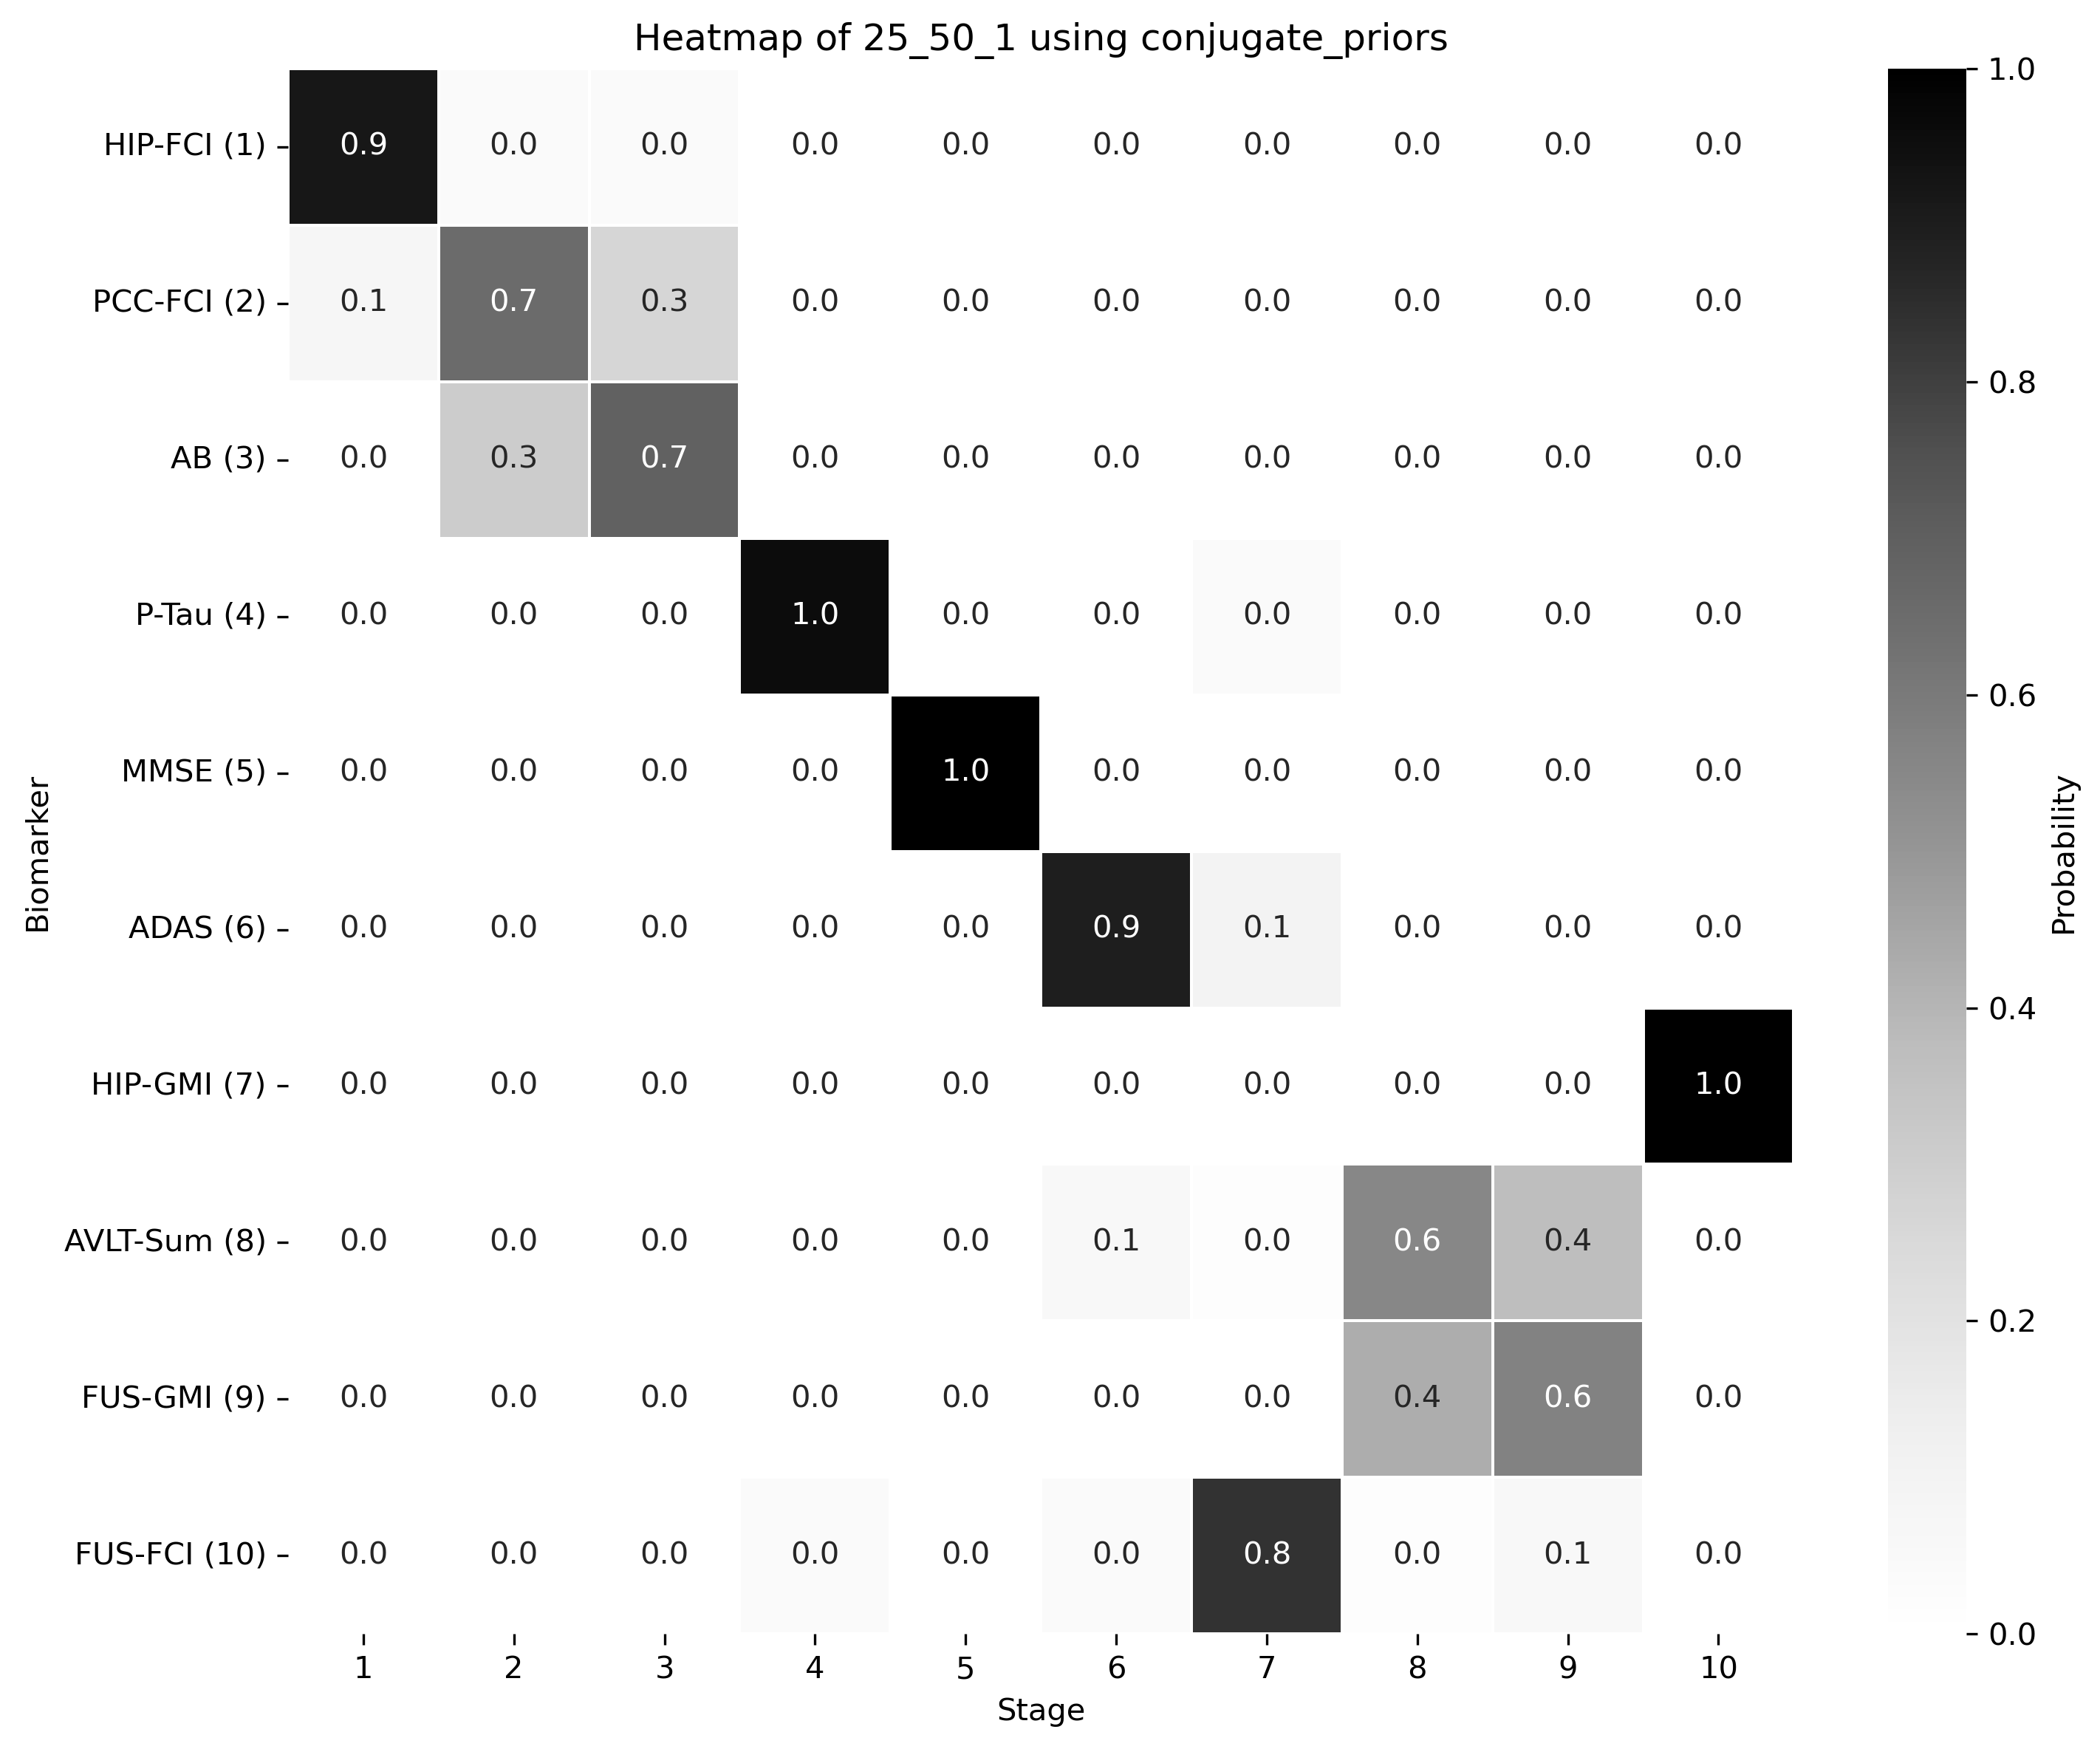 Heatmap of 25_50_1 using conjugate_priors
HIP-FCI (1) 0.9 0.0 0.0 0.0 0.0 0.0 0.0 0.0 0.0 0.0
PCC-FCI (2) 0.1 0.7 0.3 0.0 0.0 0.0 0.0 0.0 0.0 0.0
AB (3) 0.0 0.3 0.7 0.0 0.0 0.0 0.0 0.0 0.0 0.0
P-Tau (4) 0.0 0.0 0.0 1.0 0.0 0.0 0.0 0.0 0.0 0.0
MMSE (5) 0.0 0.0 0.0 0.0 1.0 0.0 0.0 0.0 0.0 0.0
ADAS (6) 0.0 0.0 0.0 0.0 0.0 0.9 0.1 0.0 0.0 0.0
HIP-GMI (7) 0.0 0.0 0.0 0.0 0.0 0.0 0.0 0.0 0.0 1.0
AVLT-Sum (8) 0.0 0.0 0.0 0.0 0.0 0.1 0.0 0.6 0.4 0.0
FUS-GMI (9) 0.0 0.0 0.0 0.0 0.0 0.0 0.0 0.4 0.6 0.0
FUS-FCI (10) 0.0 0.0 0.0 0.0 0.0 0.0 0.8 0.0 0.1 0.0
1 2 3 4 5 6 7 8 9 10
Stage
Biomarker
1.0
0.8
0.6
0.4
0.2
0.0
Probability